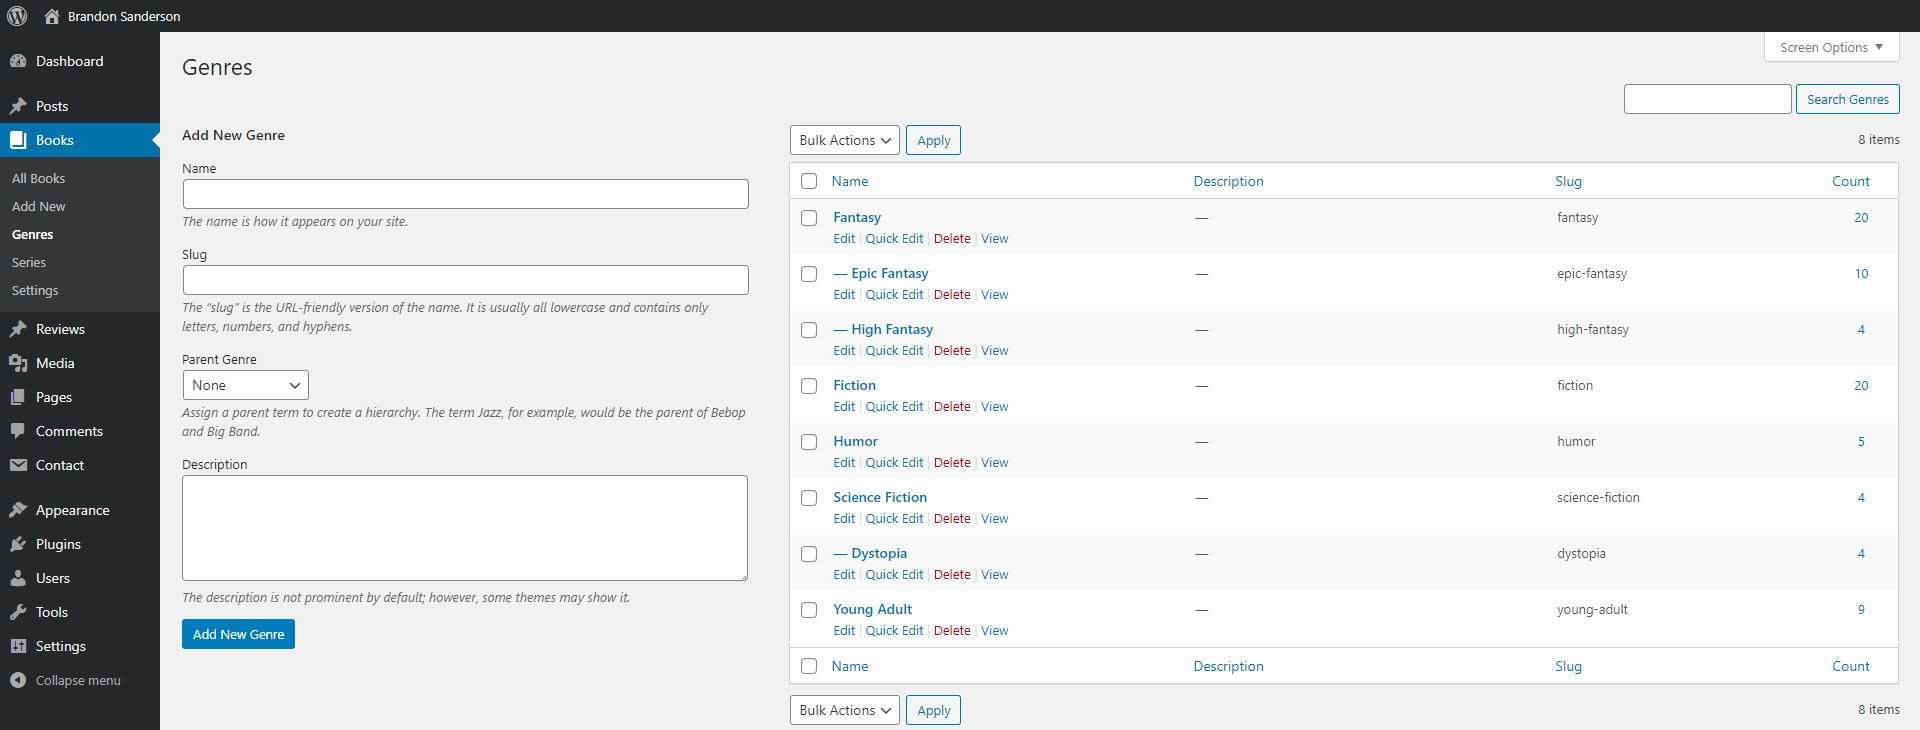 Brandon Sanderson
Dashboard
Posts
Books
All Books
Add New
Genres
Series
Settings
Reviews
Media
Pages
Comments
Contact
Appearance
Plugins
Users
Tools
Settings
Collapse menu
Screen Options
Genres
Search Genres
Add New Genre
Name
The name is how it appears on your site.
Slug
The “slug” is the URL-friendly version of the name. It is usually all lowercase and contains only
letters, numbers, and hyphens.
Parent Genre
None
Assign a parent term to create a hierarchy. The term Jazz, for example, would be the parent of Bebop
and Big Band.
Description
The description is not prominent by default; however, some themes may show it.
Add New Genre
Bulk Actions Apply 8 items
Name Description Slug Count
Fantasy — fantasy 20
Edit | Quick Edit | Delete | View
— Epic Fantasy — epic-fantasy 10
Edit | Quick Edit | Delete | View
— High Fantasy — high-fantasy 4
Edit | Quick Edit | Delete | View
Fiction — fiction 20
Edit | Quick Edit | Delete | View
Humor — humor 5
Edit | Quick Edit | Delete | View
Science Fiction — science-fiction 4
Edit | Quick Edit | Delete | View
— Dystopia — dystopia 4
Edit | Quick Edit | Delete | View
Young Adult — young-adult 9
Edit | Quick Edit | Delete | View
Name Description Slug Count
Bulk Actions Apply 8 items